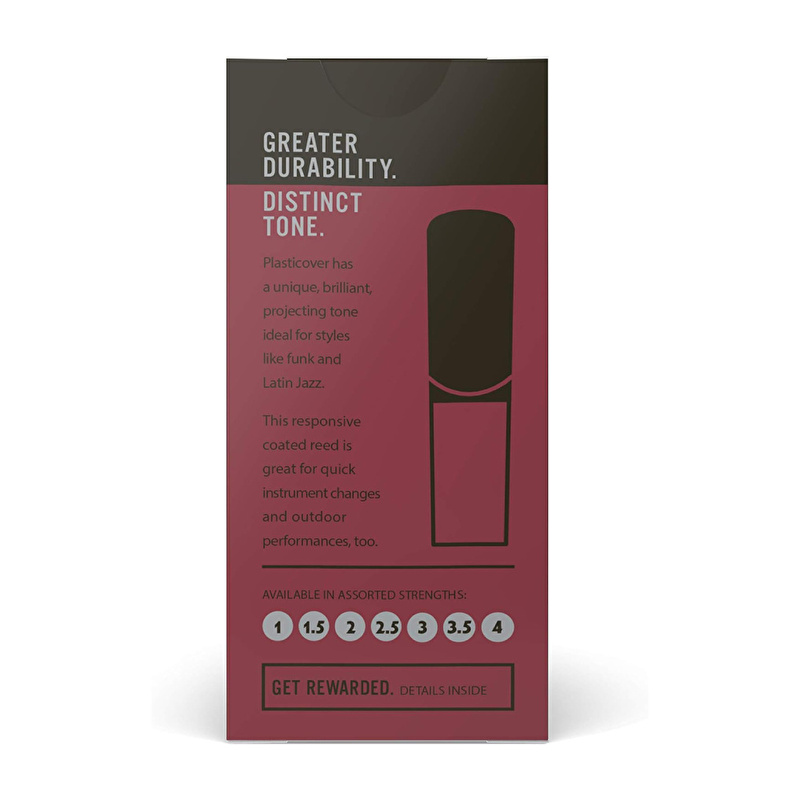 GREATER
DURABILITY.
DISTINCT
TONE.
Plasticover has
a unique, brilliant,
projecting tone
ideal for styles
like funk and
Latin Jazz.
This responsive
coated reed is
great for quick
instrument changes
and outdoor
performances, too.
AVAILABLE IN ASSORTED STRENGTHS:
1 1.5 2 2.5 3 3.5 4
GET REWARDED. DETAILS INSIDE